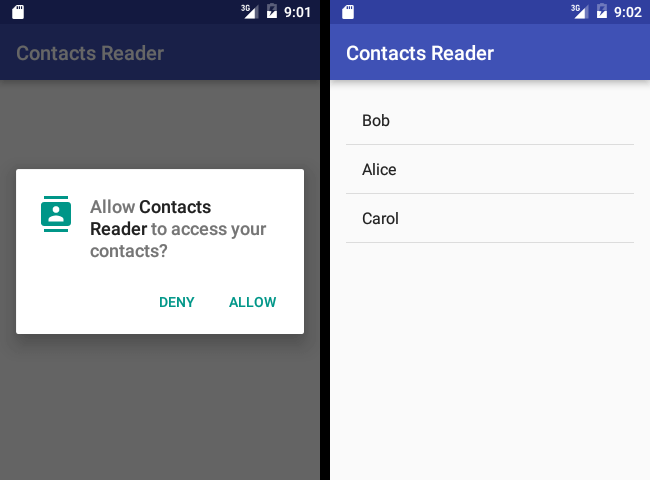 3G 9:01
Contacts Reader
Allow Contacts
Reader to access your
contacts?
DENY ALLOW
3G 9:02
Contacts Reader
Bob
Alice
Carol